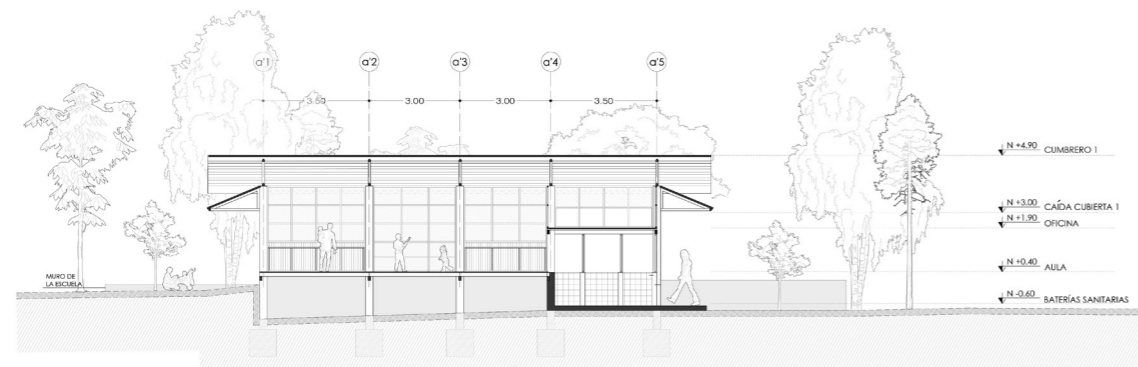 a'1 a'2 a'3 a'4 a'5
3.50 3.00 3.00 3.50
N +4.90 CUMBRERO 1
N +3.00 CAÍDA CUBIERTA 1
N +1.90 OFICINA
N +0.40 AULA
MURO DE
LA ESCUELA
N -0.60 BATERÍAS SANITARIAS